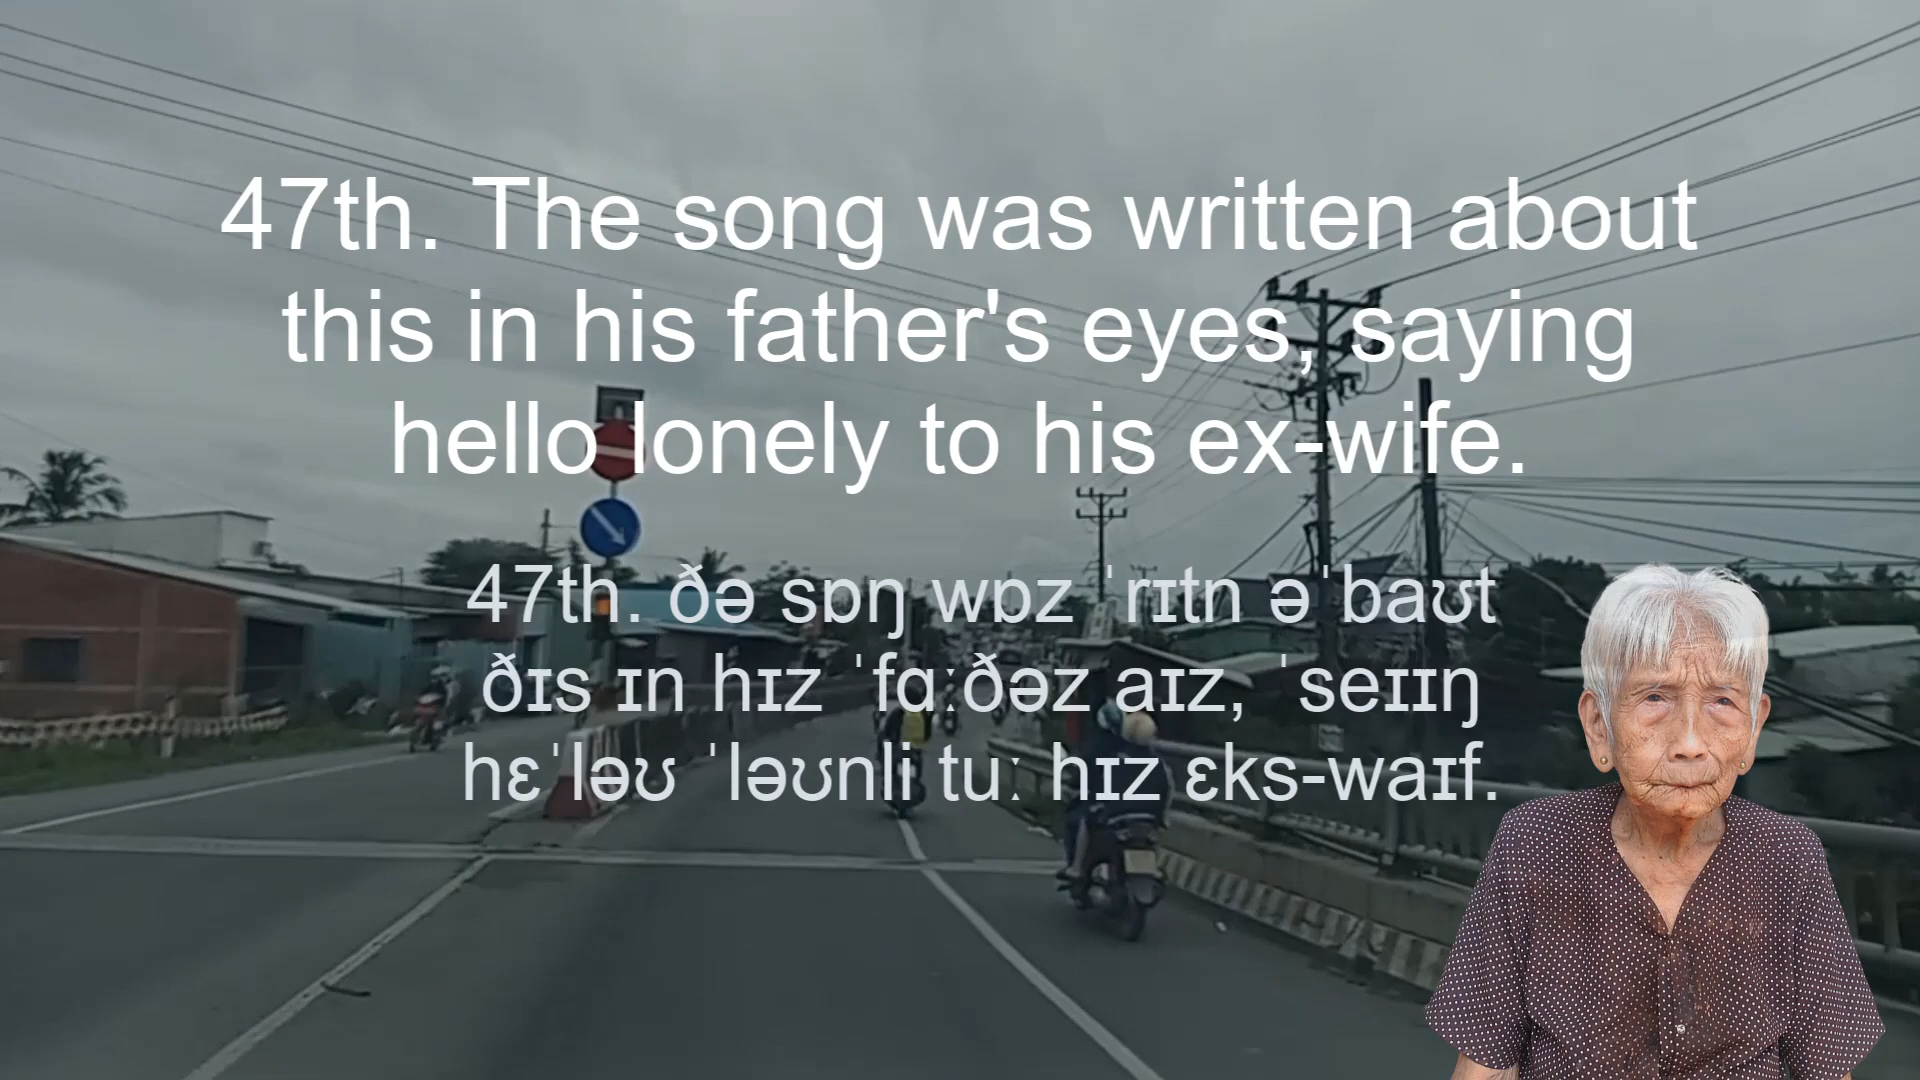 47th. The song was written about
this in his father's eyes, saying
hello lonely to his ex-wife.
47th. ðə sɒŋ wɒz ˈrɪtn əˈbaʊt
ðɪs ɪn hɪz ˈfɑːðəz aɪz, ˈseɪɪŋ
hɛˈləʊ ˈləʊnli tuː hɪz ɛks-waɪf.